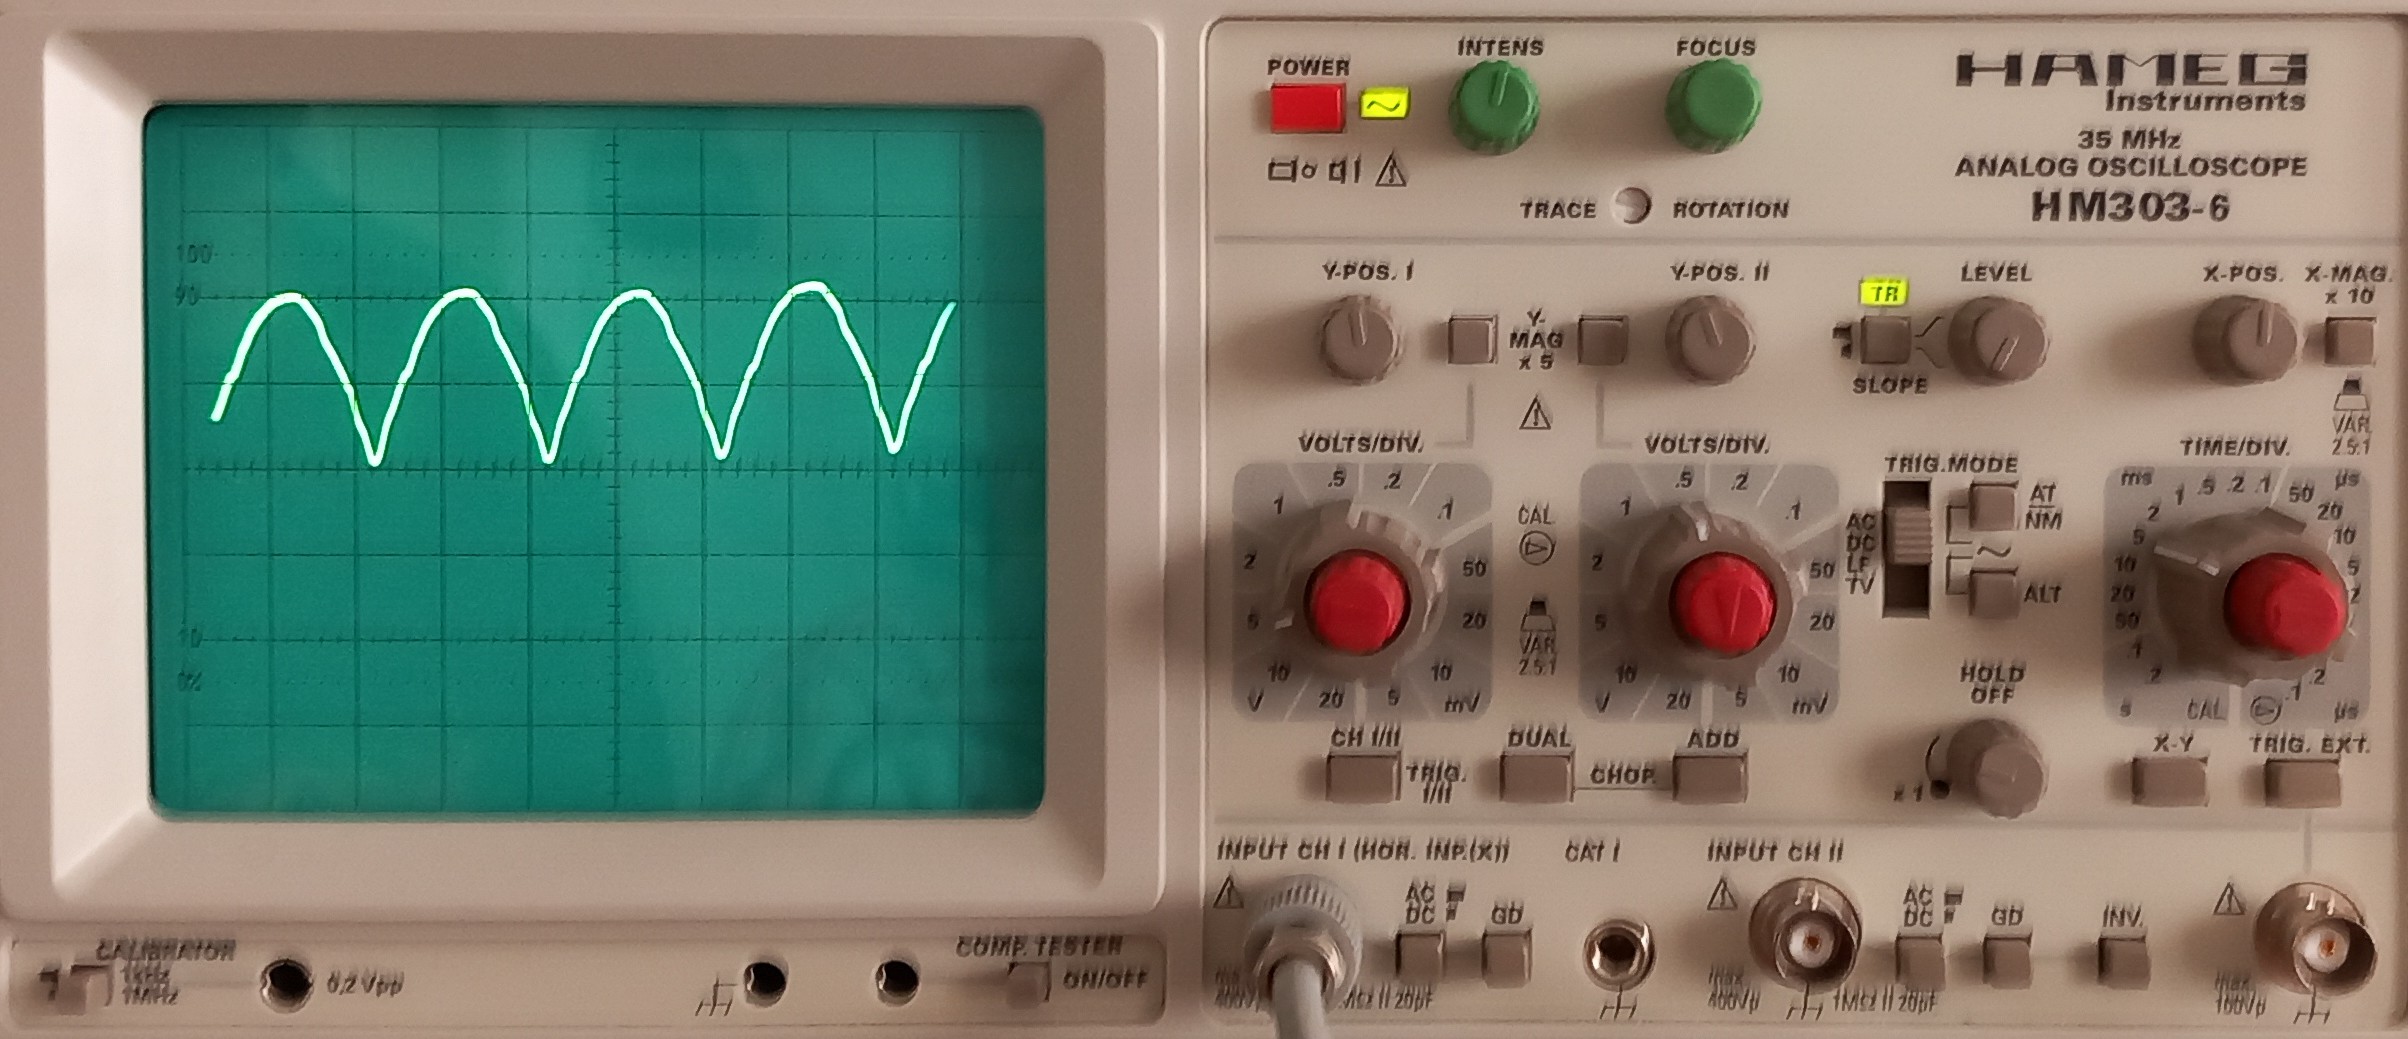 POWER
INTENS
FOCUS
HAMEG
Instruments
35 MHz
ANALOG OSCILLOSCOPE
HM303-6
TRACE ROTATION
100
90
10
0%
Y-POS. I
Y-POS. II
Y-
MAG
x 5
TR
LEVEL
SLOPE
X-POS.
X-MAG.
x 10
VAR
2.5:1
VOLTS/DIV.
.5 .2
1 .1
2 50
5 20
10 10
V 20 5 mV
CAL
VAR
2.5:1
VOLTS/DIV.
.5 .2
1 .1
2 50
5 20
10 10
V 20 5 mV
TRIG. MODE
AC
DC
LF
TV
AT
NM
~
ALT
HOLD
OFF
x 1
TIME/DIV.
ms 1 .5 .2 .1 50 µs
2 20
5 10
10 5
20 2
50
1
.2 .2
s CAL .1 µs
CH I/II
TRIG.
I/II
DUAL
CHOP.
ADD
X-Y
TRIG. EXT.
INPUT CH I (HOR. INP.(X))
CAT I
INPUT CH II
AC
DC
GD
AC
DC
GD
INV.
max
400Vp
1MΩ II 20pF
max
400Vp
1MΩ II 20pF
max
100Vp
CALIBRATOR
1kHz
1MHz
0,2 Vpp
COMP. TESTER
ON/OFF